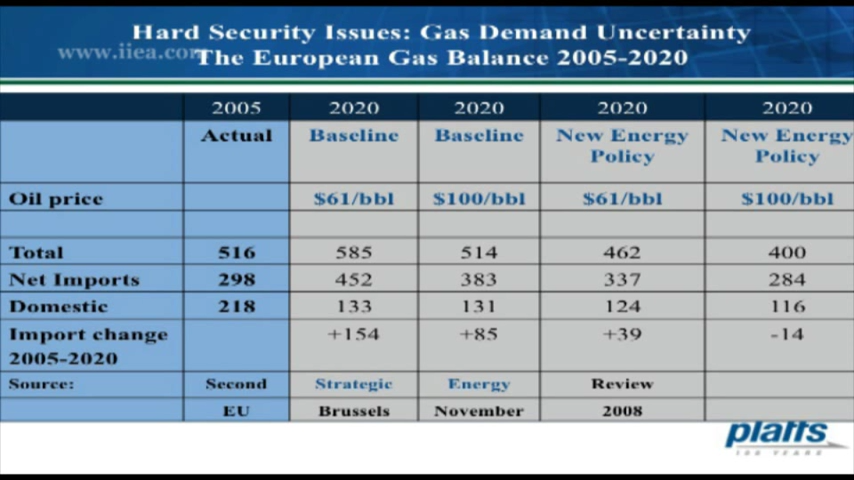 Hard Security Issues: Gas Demand Uncertainty
www.iiea.com
The European Gas Balance 2005-2020
2005 2020 2020 2020 2020
Actual Baseline Baseline New Energy Policy New Energy Policy
Oil price $61/bbl $100/bbl $61/bbl $100/bbl
Total 516 585 514 462 400
Net Imports 298 452 383 337 284
Domestic 218 133 131 124 116
Import change 2005-2020 +154 +85 +39 -14
Source: Second Strategic Energy Review
EU Brussels November 2008
platts
100 YEARS